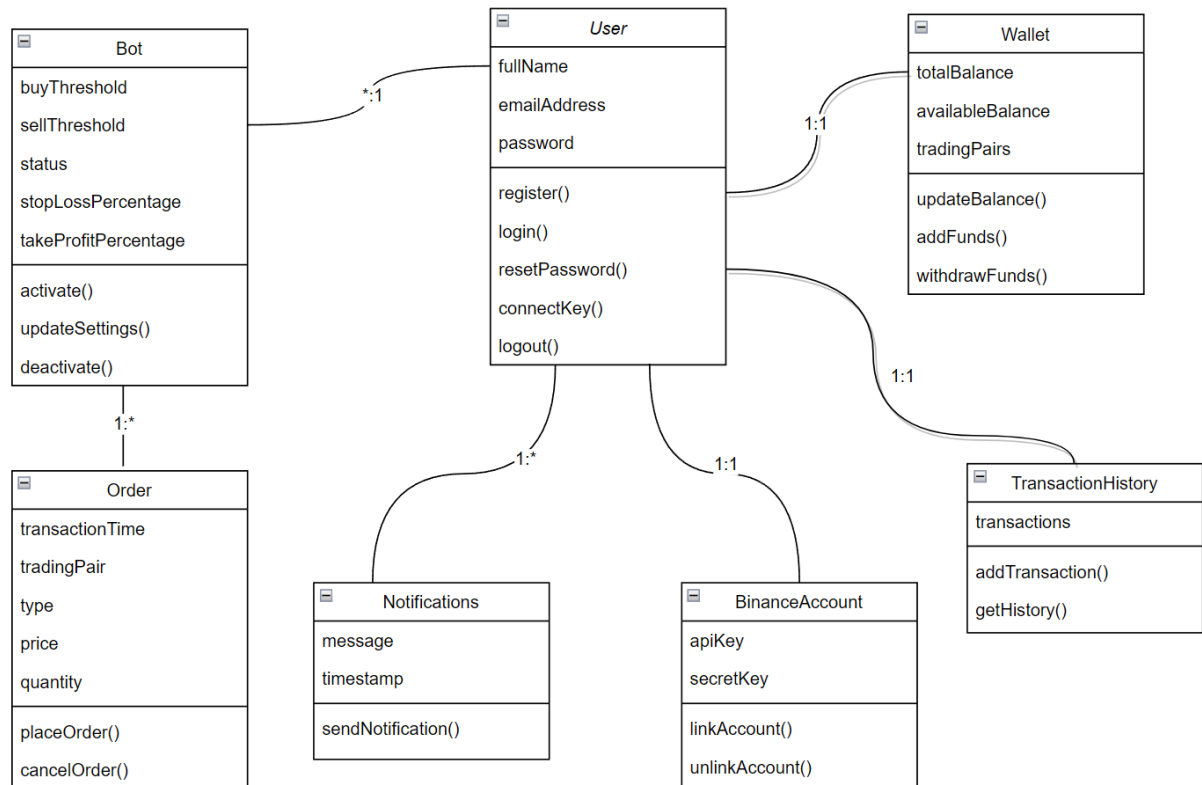 Bot
buyThreshold
sellThreshold
status
stopLossPercentage
takeProfitPercentage
activate()
updateSettings()
deactivate()
*:1
User
fullName
emailAddress
password
register()
login()
resetPassword()
connectKey()
logout()
1:1
Wallet
totalBalance
availableBalance
tradingPairs
updateBalance()
addFunds()
withdrawFunds()
1:*
Order
transactionTime
tradingPair
type
price
quantity
placeOrder()
cancelOrder()
1:*
Notifications
message
timestamp
sendNotification()
1:1
BinanceAccount
apiKey
secretKey
linkAccount()
unlinkAccount()
1:1
TransactionHistory
transactions
addTransaction()
getHistory()